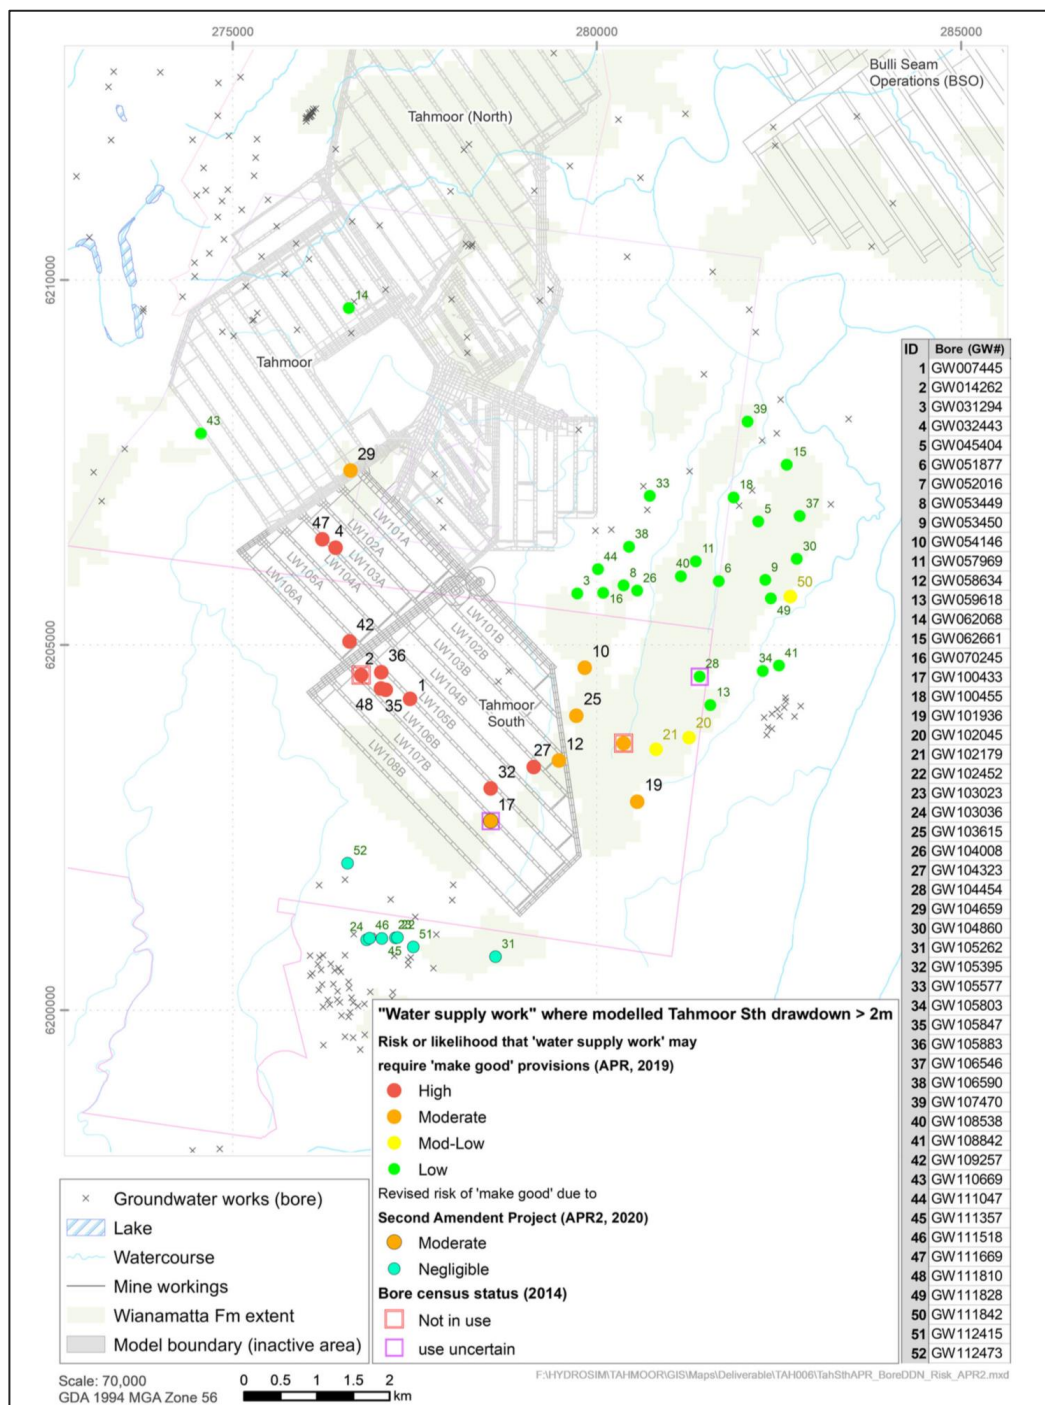 275000
280000
285000
Bulli Seam
Operations (BSO)
Tahmoor (North)
6210000
14
Tahmoor
43
29
39
15
33
18
37
5
47
4
38
11
30
44
40
8
26
6
9
3
16
50
49
LW101A
LW102A
LW103A
LW104A
LW105A
LW106A
6205000
42
2
36
10
28
34
41
48
35
1
25
13
LW101B
LW102B
LW103B
LW104B
LW105B
LW106B
LW107B
LW108B
Tahmoor
South
27
12
21
20
32
19
17
52
24
46
23
22
45
51
31
6200000
ID Bore (GW#)
1 GW007445
2 GW014262
3 GW031294
4 GW032443
5 GW045404
6 GW051877
7 GW052016
8 GW053449
9 GW053450
10 GW054146
11 GW057969
12 GW058634
13 GW059618
14 GW062068
15 GW062661
16 GW070245
17 GW100433
18 GW100455
19 GW101936
20 GW102045
21 GW102179
22 GW102452
23 GW103023
24 GW103036
25 GW103615
26 GW104008
27 GW104323
28 GW104454
29 GW104659
30 GW104860
31 GW105262
32 GW105395
33 GW105577
34 GW105803
35 GW105847
36 GW105883
37 GW106546
38 GW106590
39 GW107470
40 GW108538
41 GW108842
42 GW109257
43 GW110669
44 GW111047
45 GW111357
46 GW111518
47 GW111669
48 GW111810
49 GW111828
50 GW111842
51 GW112415
52 GW112473
"Water supply work" where modelled Tahmoor Sth drawdown > 2m
Risk or likelihood that 'water supply work' may
require 'make good' provisions (APR, 2019)
High
Moderate
Mod-Low
Low
Revised risk of 'make good' due to
Second Amendent Project (APR2, 2020)
Moderate
Negligible
Bore census status (2014)
Not in use
use uncertain
Groundwater works (bore)
Lake
Watercourse
Mine workings
Wianamatta Fm extent
Model boundary (inactive area)
Scale: 70,000
GDA 1994 MGA Zone 56
0 0.5 1 1.5 2
km
F:\HYDROSIM\TAHMOOR\GIS\Maps\Deliverable\TAH006\TahSthAPR_BoreDDN_Risk_APR2.mxd